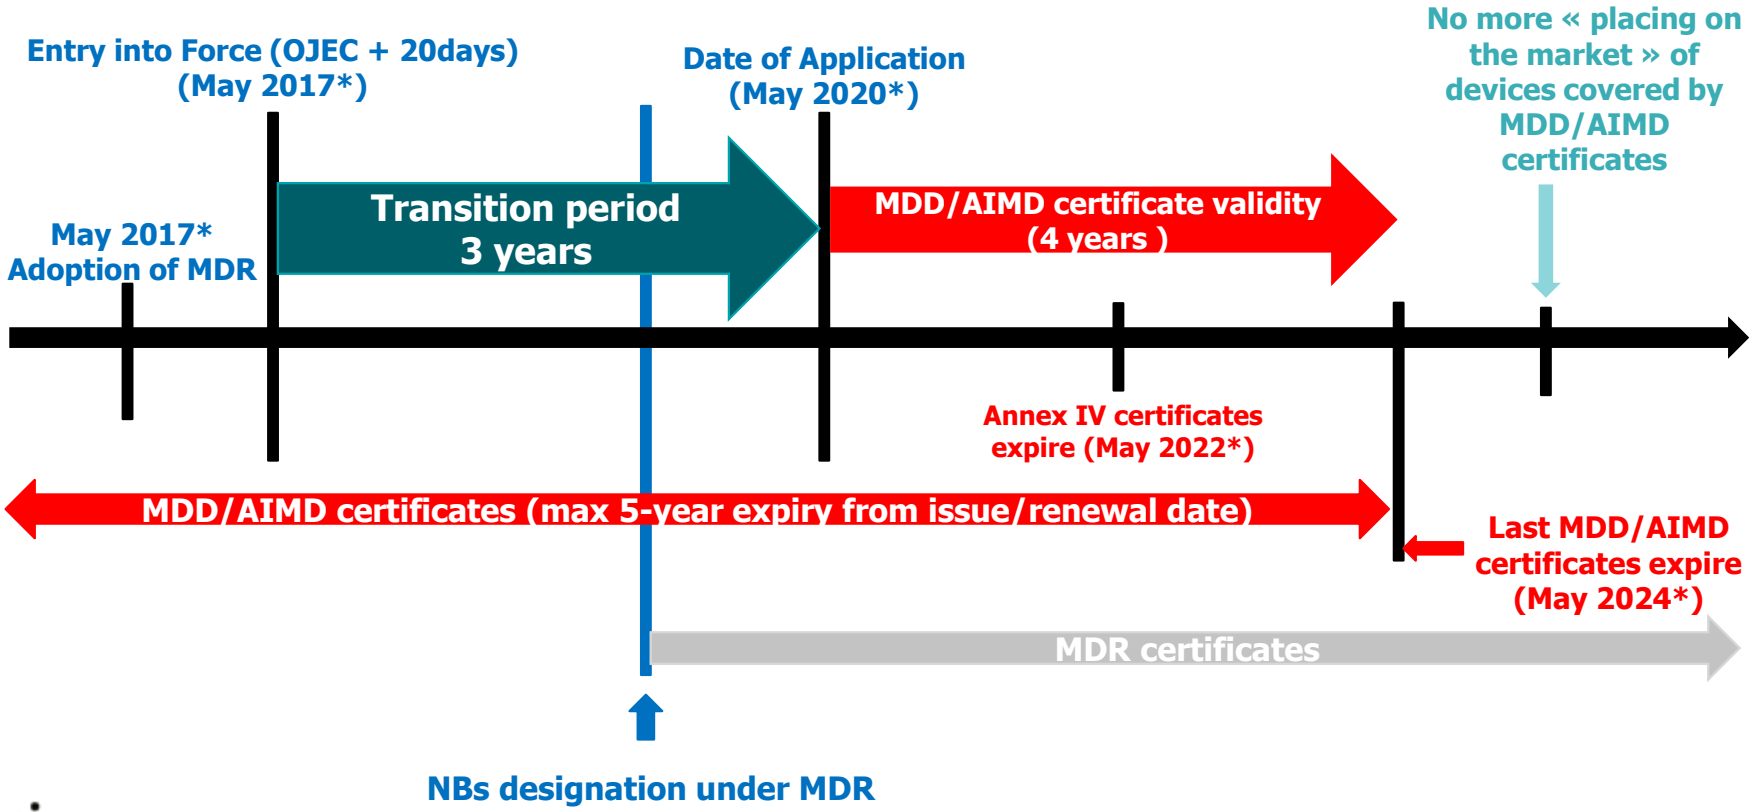 Entry into Force (OJEC + 20days)
(May 2017*)
Date of Application
(May 2020*)
No more « placing on
the market » of
devices covered by
MDD/AIMD
certificates
Transition period
3 years
MDD/AIMD certificate validity
(4 years )
May 2017*
Adoption of MDR
Annex IV certificates
expire (May 2022*)
MDD/AIMD certificates (max 5-year expiry from issue/renewal date)
Last MDD/AIMD
certificates expire
(May 2024*)
MDR certificates
NBs designation under MDR